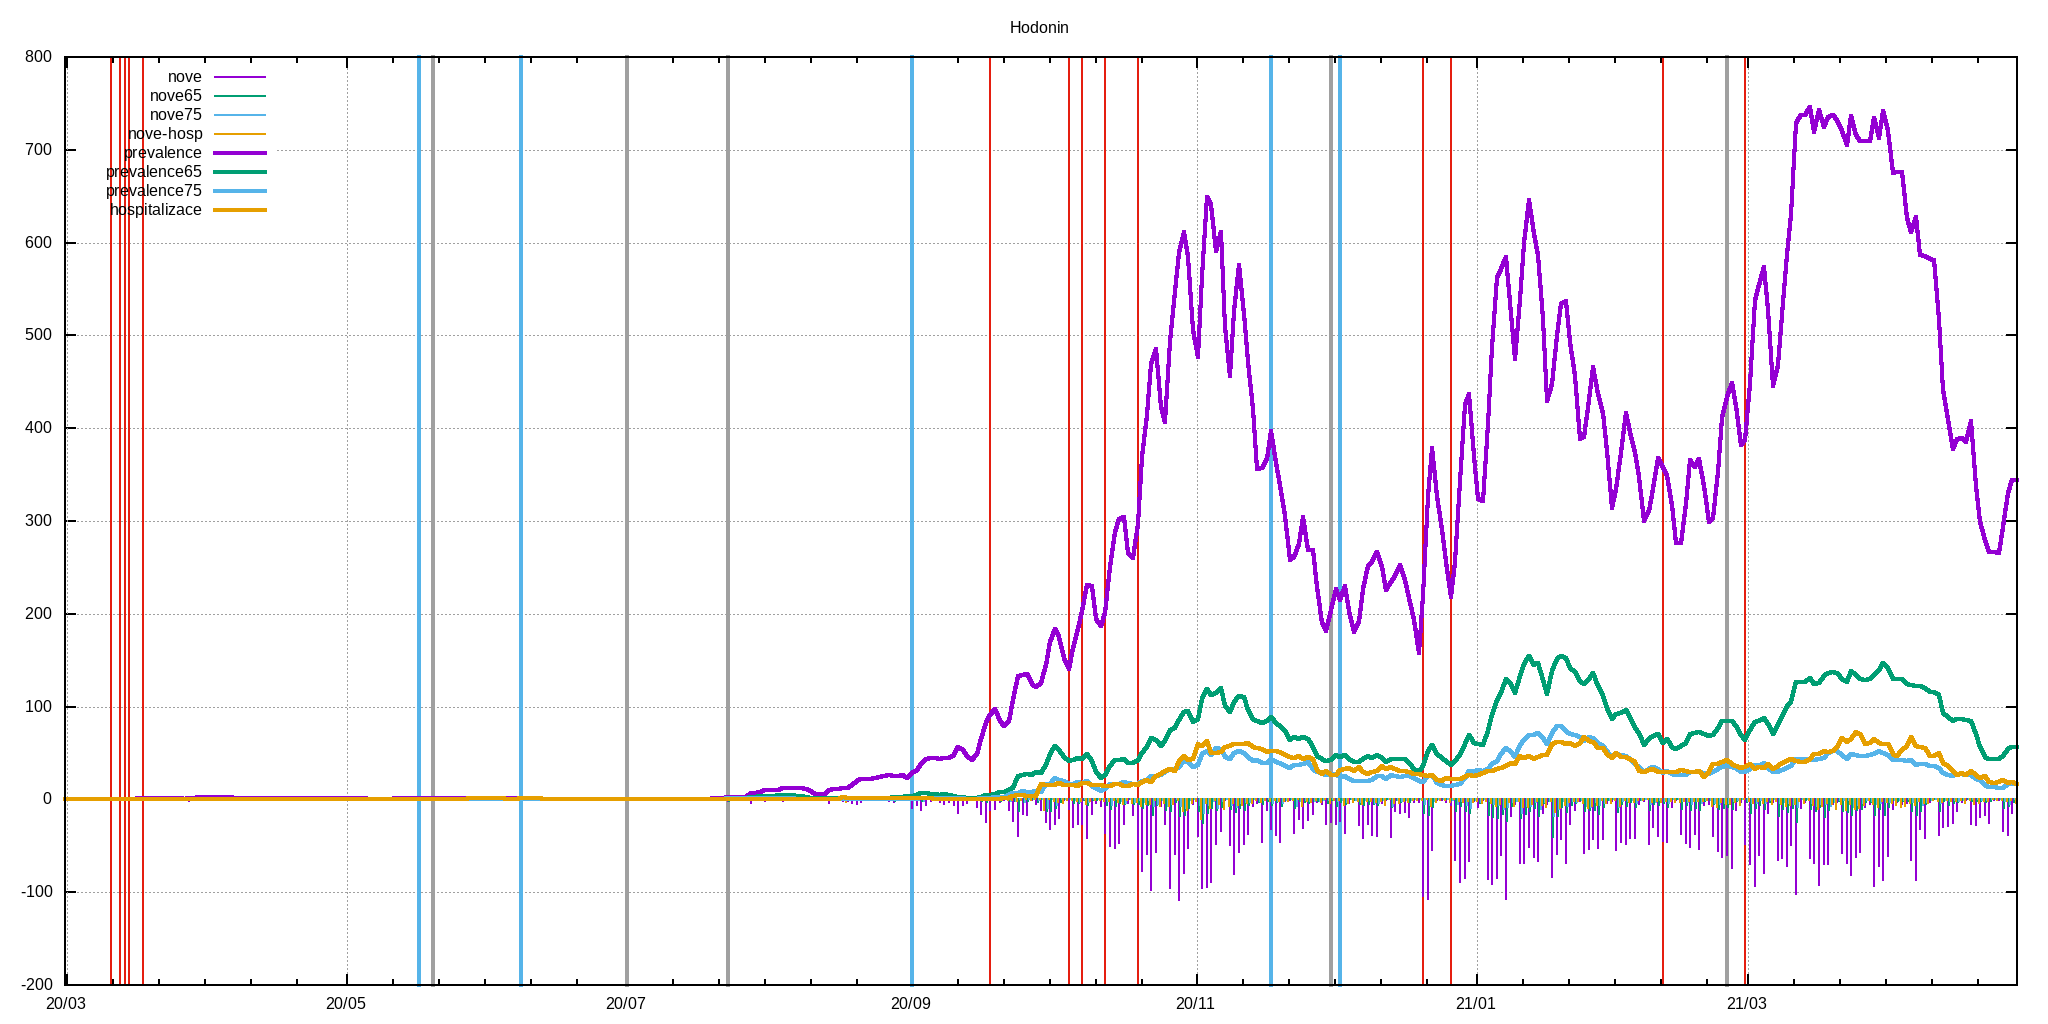 Hodonin
800
700
600
500
400
300
200
100
0
-100
-200
nove
nove65
nove75
nove-hosp
prevalence
prevalence65
prevalence75
hospitalizace
20/03 20/05 20/07 20/09 20/11 21/01 21/03